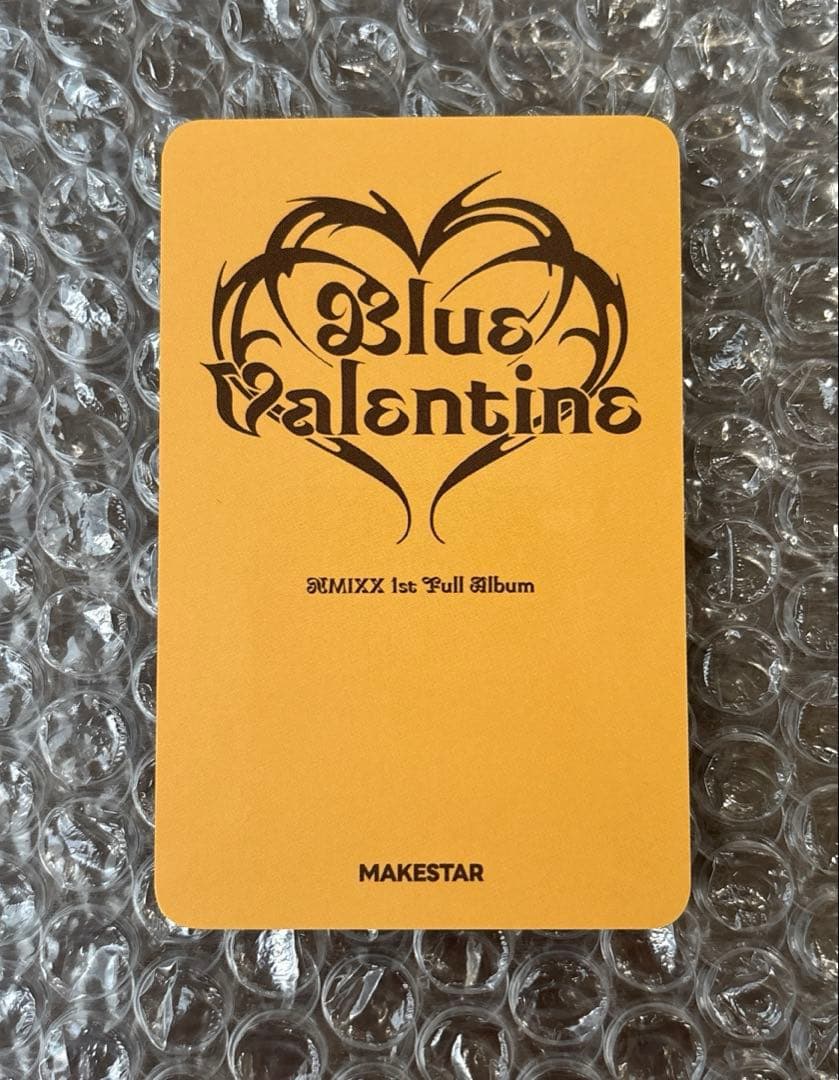 Blue
Valentine
NMIXX 1st Full Album
MAKESTAR